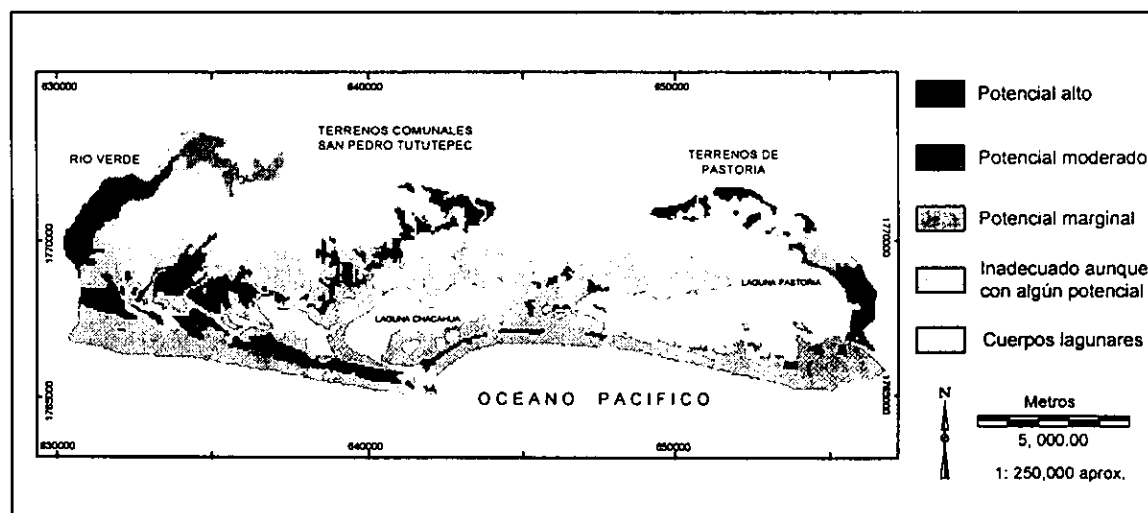 630000
640000
650000
TERRENOS COMUNALES
SAN PEDRO TUTUTEPEC
RIO VERDE
TERRENOS DE
PASTORIA
1770000
1770000
LAGUNA PASTORIA
LAGUNA CHACAHUA
OCEANO PACIFICO
1765000
1765000
630000
640000
650000
Potencial alto
Potencial moderado
Potencial marginal
Inadecuado aunque
con algún potencial
Cuerpos lagunares
N
Metros
5, 000.00
1: 250,000 aprox.